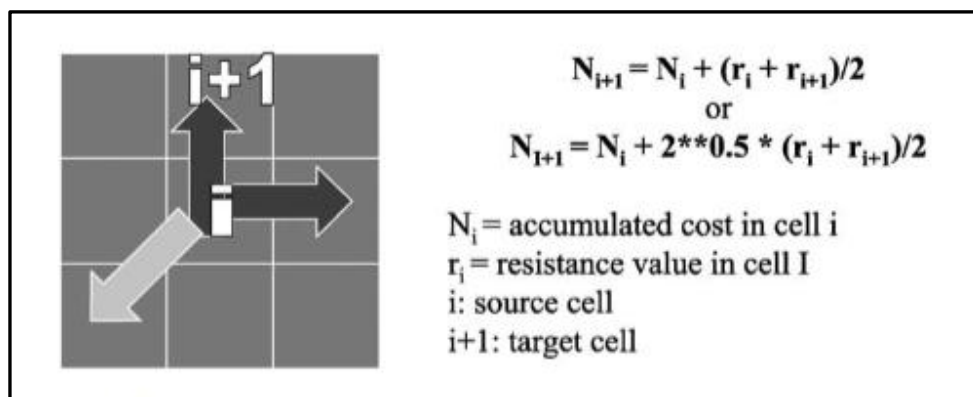 i+1
i
Nᵢ₊₁ = Nᵢ + (rᵢ + rᵢ₊₁)/2
or
N_I+1 = Nᵢ + 2**0.5 * (rᵢ + rᵢ₊₁)/2
Nᵢ = accumulated cost in cell i
rᵢ = resistance value in cell I
i: source cell
i+1: target cell